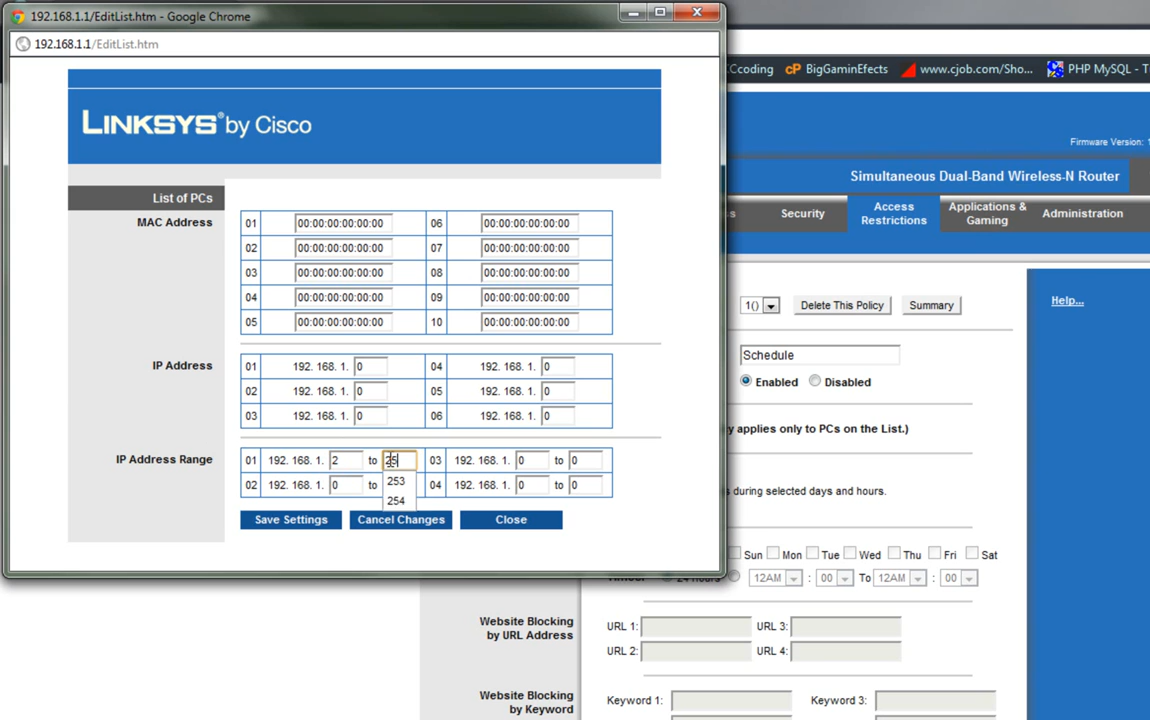 192.168.1.1/EditList.htm - Google Chrome
192.168.1.1/EditList.htm
Ccoding BigGaminEfects www.cjob.com/Sho... PHP MySQL - T
LINKSYS® by Cisco
Firmware Version: 1
Simultaneous Dual-Band Wireless-N Router
Security Access Restrictions Applications & Gaming Administration
List of PCs
MAC Address
01 00:00:00:00:00:00 06 00:00:00:00:00:00
02 00:00:00:00:00:00 07 00:00:00:00:00:00
03 00:00:00:00:00:00 08 00:00:00:00:00:00
04 00:00:00:00:00:00 09 00:00:00:00:00:00
05 00:00:00:00:00:00 10 00:00:00:00:00:00
IP Address
01 192. 168. 1. 0 04 192. 168. 1. 0
02 192. 168. 1. 0 05 192. 168. 1. 0
03 192. 168. 1. 0 06 192. 168. 1. 0
IP Address Range
01 192. 168. 1. 2 to 25 03 192. 168. 1. 0 to 0
02 192. 168. 1. 0 to 04 192. 168. 1. 0 to 0
253
254
Save Settings Cancel Changes Close
1() Delete This Policy Summary
Help...
Schedule
Enabled Disabled
y applies only to PCs on the List.)
s during selected days and hours.
Sun Mon Tue Wed Thu Fri Sat
24 hours 12AM : 00 To 12AM : 00
Website Blocking
by URL Address
URL 1: URL 3:
URL 2: URL 4:
Website Blocking
by Keyword
Keyword 1: Keyword 3: